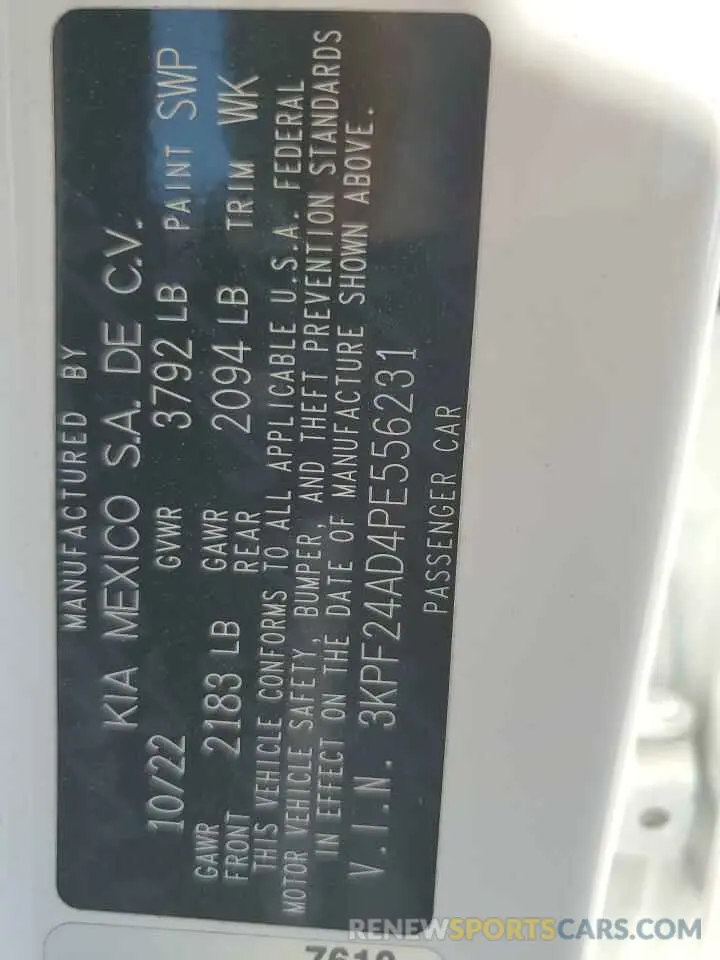 MANUFACTURED BY
KIA MEXICO S.A. DE C.V.
10/22 GVWR 3792 LB PAINT SWP
GAWR FRONT 2183 LB GAWR REAR 2094 LB TRIM WK
THIS VEHICLE CONFORMS TO ALL APPLICABLE U.S.A. FEDERAL
MOTOR VEHICLE SAFETY, BUMPER, AND THEFT PREVENTION STANDARDS
IN EFFECT ON THE DATE OF MANUFACTURE SHOWN ABOVE.
V.I.N. 3KPF24AD4PE556231
PASSENGER CAR
RENEWSPORTSCARS.COM